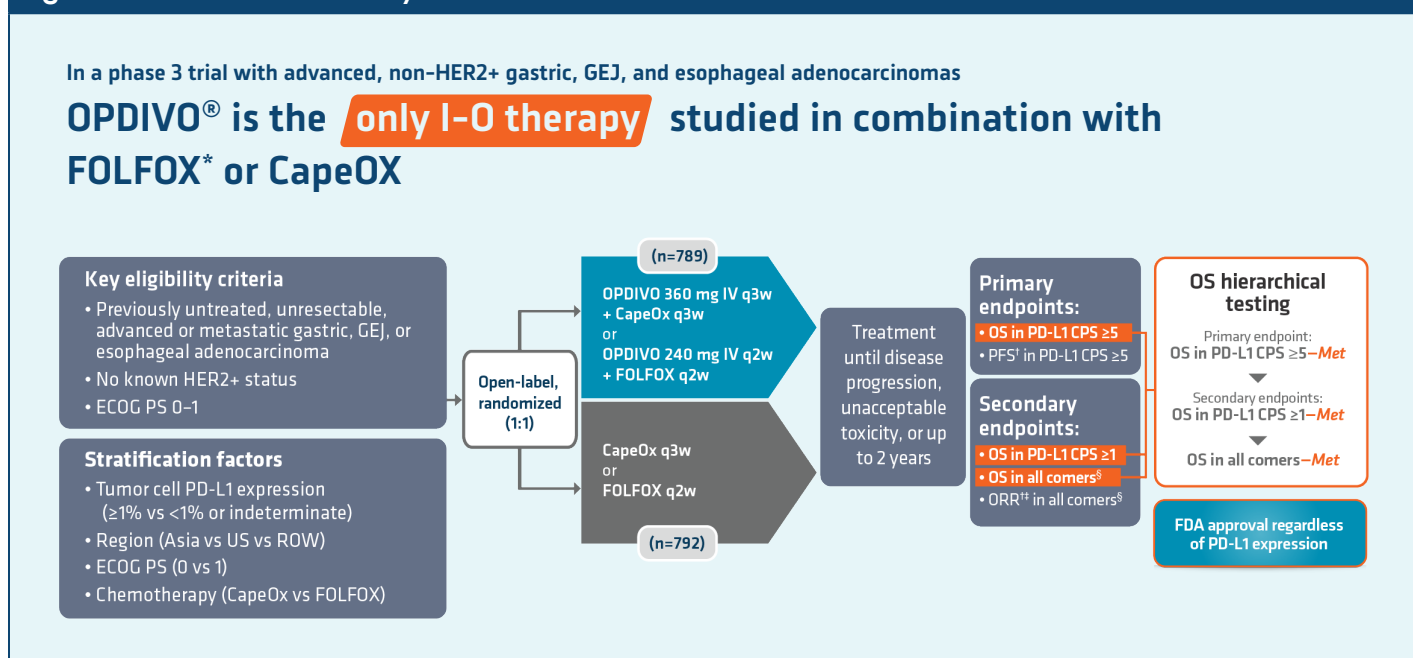 In a phase 3 trial with advanced, non-HER2+ gastric, GEJ, and esophageal adenocarcinomas
OPDIVO® is the only I-O therapy studied in combination with
FOLFOX* or CapeOX
Key eligibility criteria
• Previously untreated, unresectable,
advanced or metastatic gastric, GEJ, or
esophageal adenocarcinoma
• No known HER2+ status
• ECOG PS 0–1
Stratification factors
• Tumor cell PD-L1 expression
(≥1% vs <1% or indeterminate)
• Region (Asia vs US vs ROW)
• ECOG PS (0 vs 1)
• Chemotherapy (CapeOx vs FOLFOX)
Open-label,
randomized
(1:1)
(n=789)
OPDIVO 360 mg IV q3w
+ CapeOx q3w
or
OPDIVO 240 mg IV q2w
+ FOLFOX q2w
CapeOx q3w
or
FOLFOX q2w
(n=792)
Treatment
until disease
progression,
unacceptable
toxicity, or up
to 2 years
Primary
endpoints:
• OS in PD-L1 CPS ≥5
• PFS† in PD-L1 CPS ≥5
Secondary
endpoints:
• OS in PD-L1 CPS ≥1
• OS in all comers§
• ORR†‡ in all comers§
OS hierarchical
testing
Primary endpoint:
OS in PD-L1 CPS ≥5–Met
Secondary endpoints:
OS in PD-L1 CPS ≥1–Met
OS in all comers–Met
FDA approval regardless
of PD-L1 expression